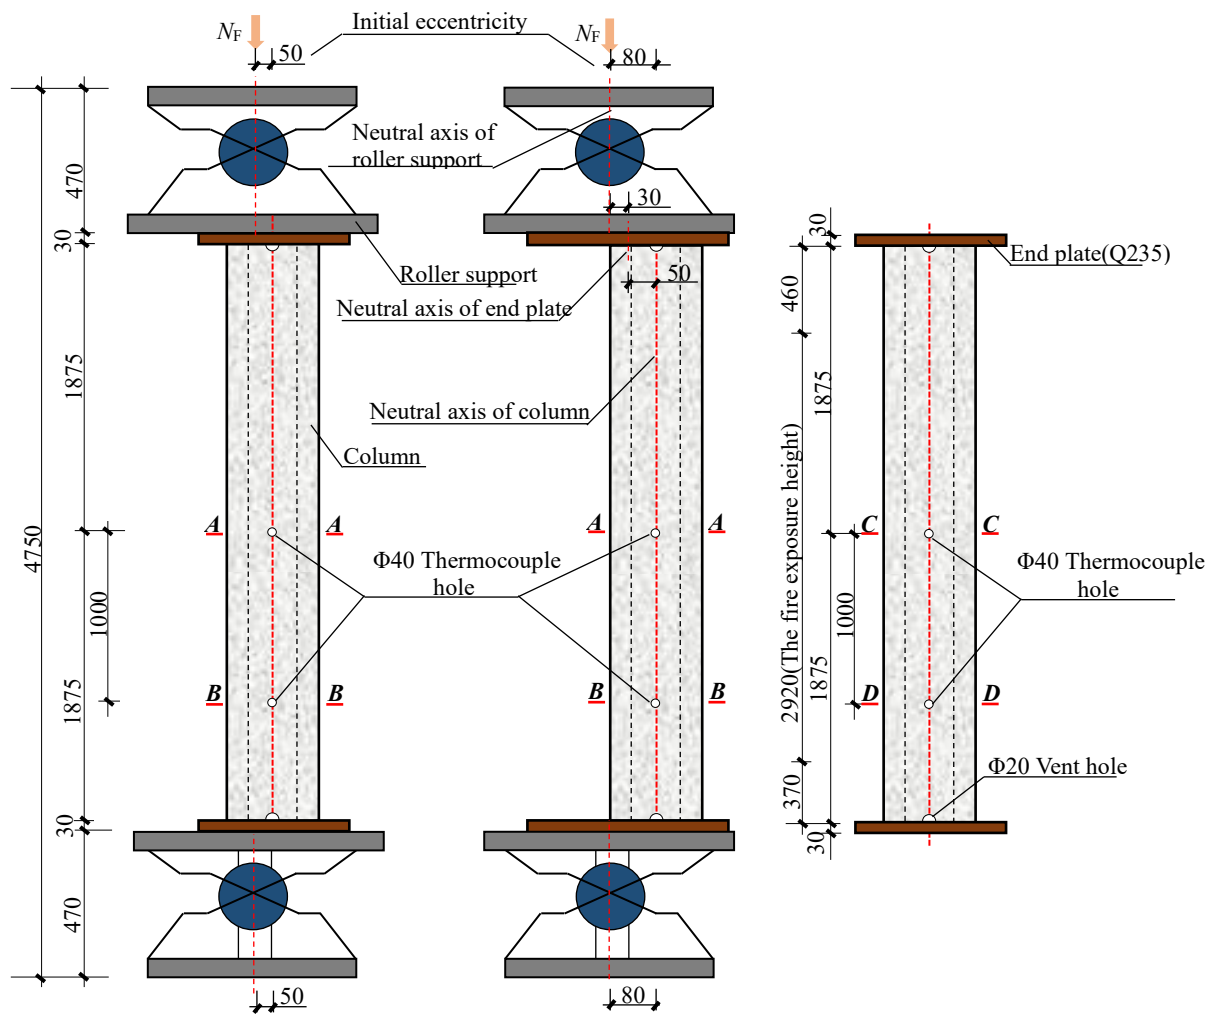 Initial eccentricity
N_F
50
N_F
80
Neutral axis of
roller support
470
30
30
30
Roller support
End plate(Q235)
50
Neutral axis of end plate
460
1875
1875
Neutral axis of column
Column
2920(The fire exposure height)
A
A
A
A
C
C
4750
Φ40 Thermocouple
hole
Φ40 Thermocouple
hole
1000
1000
B
B
B
B
D
D
1875
1875
Φ20 Vent hole
370
30
30
470
50
80